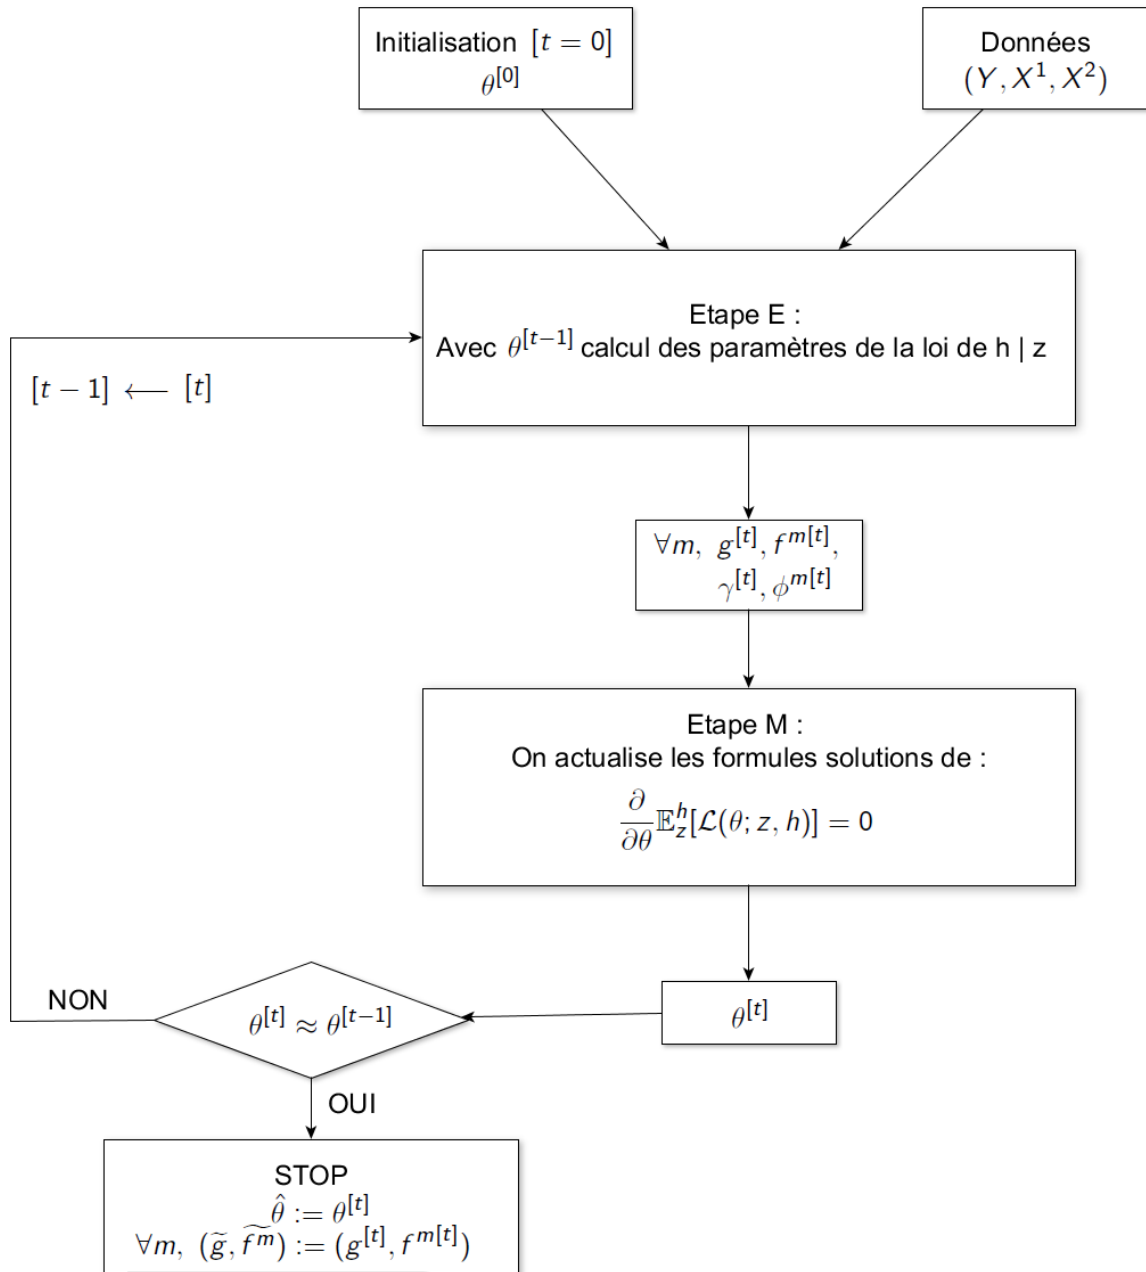 Initialisation [t = 0]
θ^[0]
Données
(Y, X^1, X^2)
Etape E :
Avec θ^[t−1] calcul des paramètres de la loi de h | z
[t − 1] ⟵ [t]
∀m, g^[t], f^m[t],
γ^[t], ϕ^m[t]
Etape M :
On actualise les formules solutions de :
∂/∂θ 𝔼_z^h[ℒ(θ; z, h)] = 0
θ^[t]
NON
θ^[t] ≈ θ^[t−1]
OUI
STOP
θ̂ := θ^[t]
∀m, (g̃, f̃^m) := (g^[t], f^m[t])